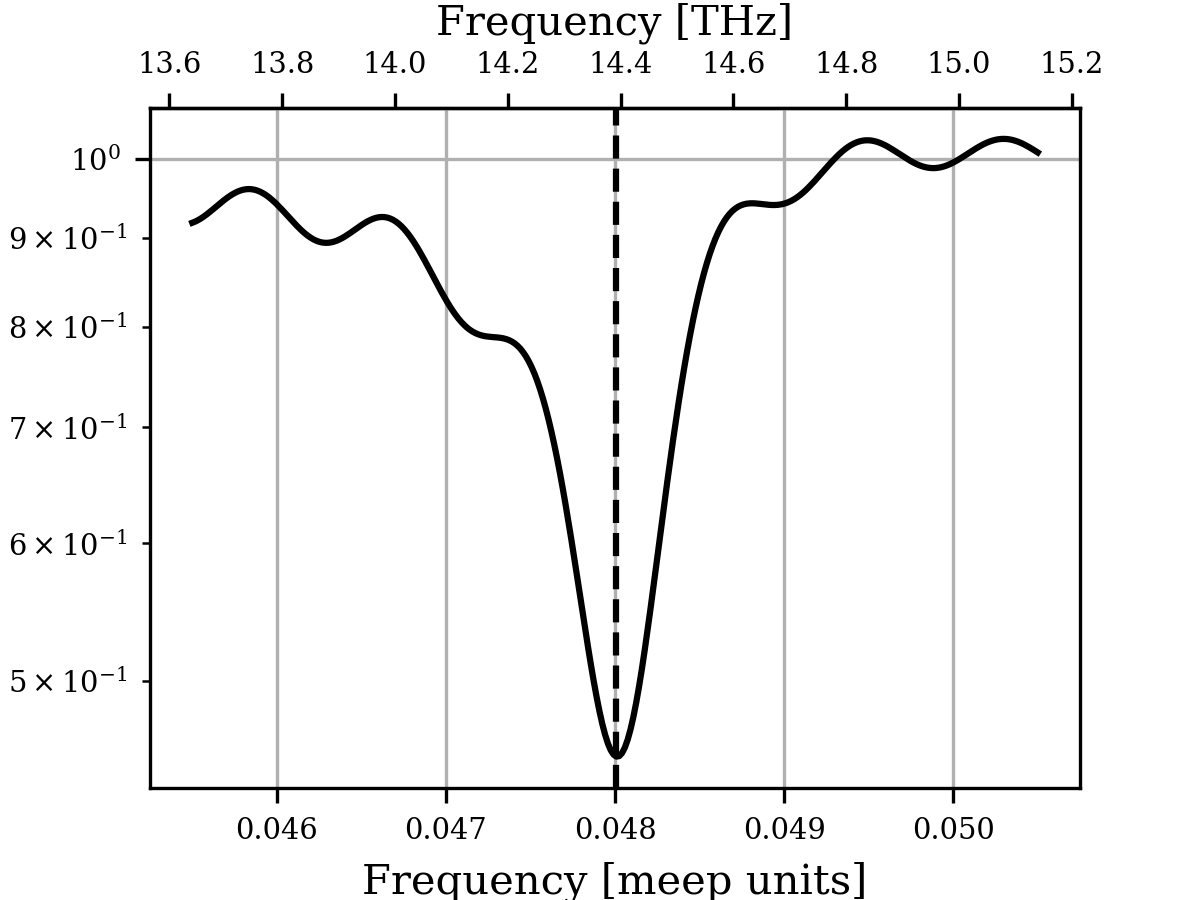 Frequency [THz]
13.6 13.8 14.0 14.2 14.4 14.6 14.8 15.0 15.2
10⁰
9 × 10⁻¹
8 × 10⁻¹
7 × 10⁻¹
6 × 10⁻¹
5 × 10⁻¹
0.046 0.047 0.048 0.049 0.050
Frequency [meep units]